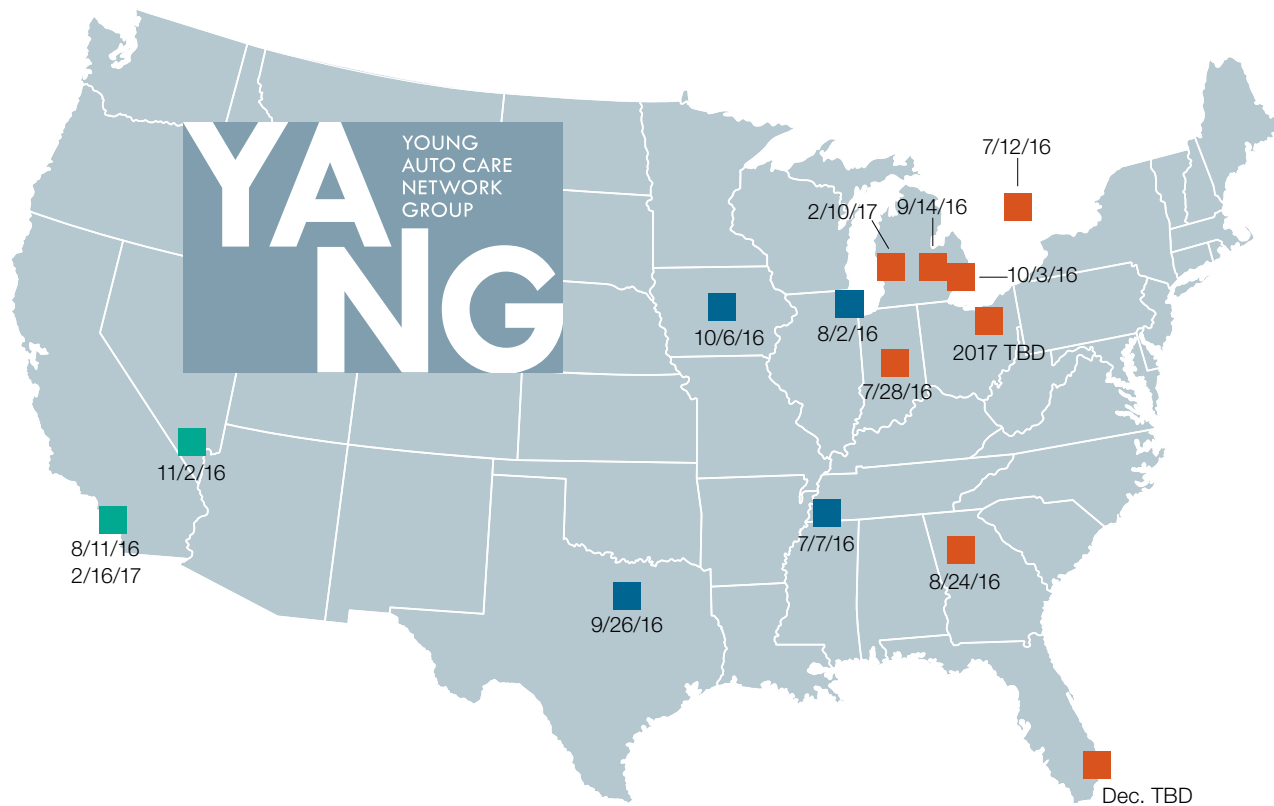 YA
NG
YOUNG
AUTO CARE
NETWORK
GROUP
7/12/16
2/10/17
9/14/16
10/3/16
10/6/16
8/2/16
2017 TBD
7/28/16
11/2/16
8/11/16
2/16/17
7/7/16
8/24/16
9/26/16
Dec. TBD